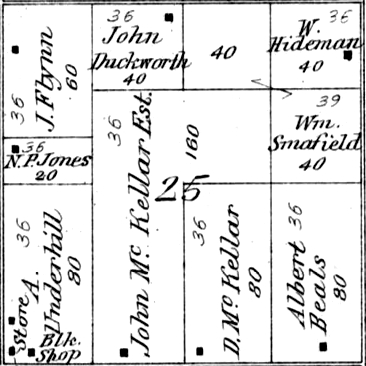 36
J. Flynn
60
36
John
Duckworth
40
40
36
W.
Hideman
40
36
N.P. Jones
20
36
John Mc Kellar Est.
160
39
Wm.
Smafield
40
25
36
A.
Underhill
80
Store
Blk.
Shop
36
D. Mc Kellar
80
36
Albert
Beals
80